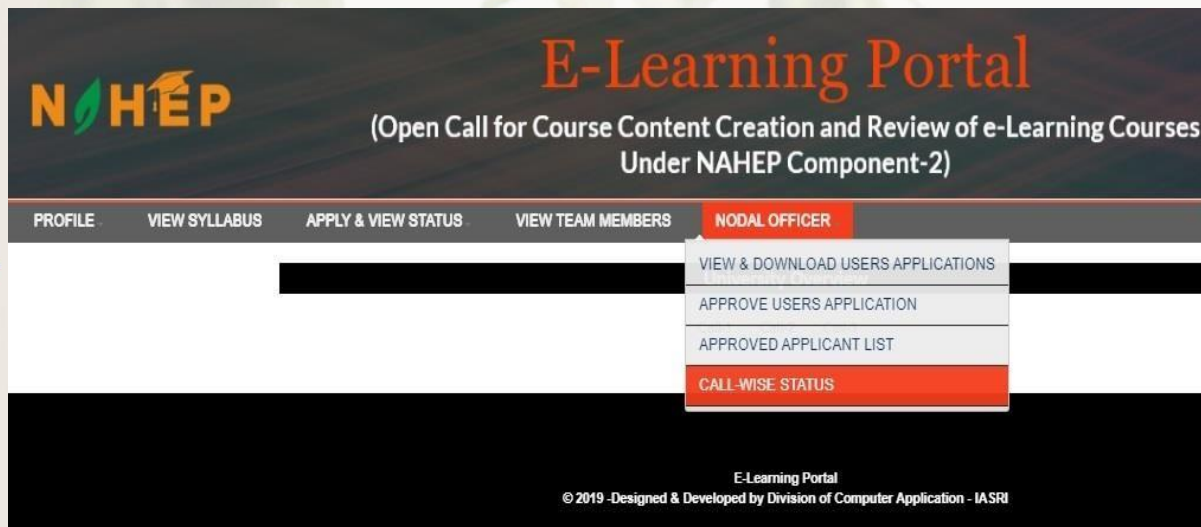 NAHEP
E-Learning Portal
(Open Call for Course Content Creation and Review of e-Learning Courses
Under NAHEP Component-2)
PROFILE
VIEW SYLLABUS
APPLY & VIEW STATUS
VIEW TEAM MEMBERS
NODAL OFFICER
VIEW & DOWNLOAD USERS APPLICATIONS
University Overview
APPROVE USERS APPLICATION
APPROVED APPLICANT LIST
CALL-WISE STATUS
E-Learning Portal
© 2019 -Designed & Developed by Division of Computer Application - IASRI